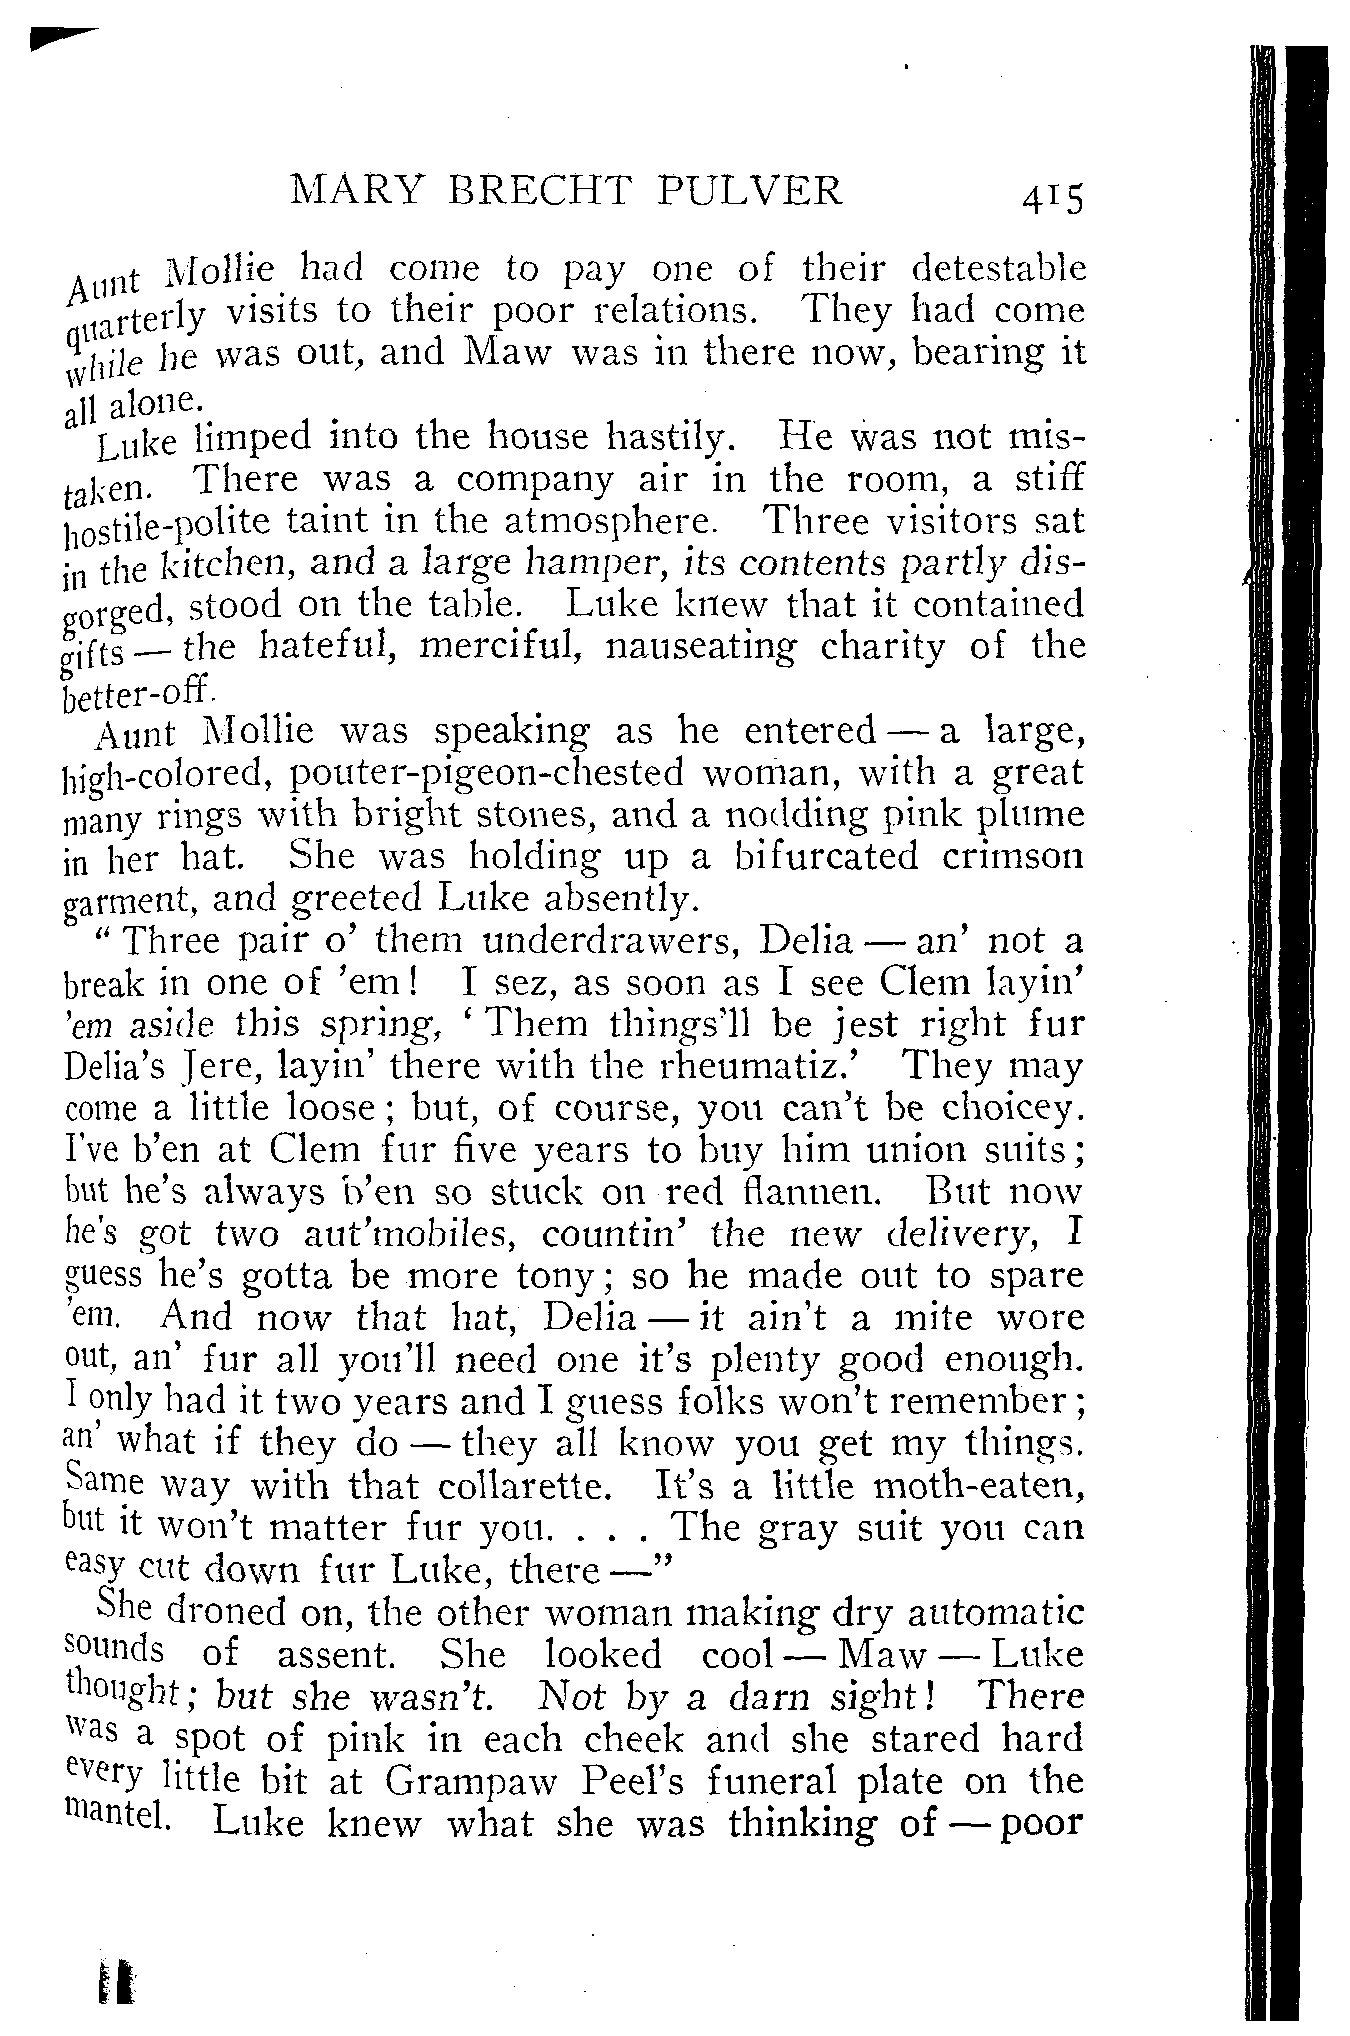 MARY BRECHT PULVER 415
Aunt Mollie had come to pay one of their detestable
quarterly visits to their poor relations. They had come
while he was out, and Maw was in there now, bearing it
all alone.
Luke limped into the house hastily. He was not mis-
taken. There was a company air in the room, a stiff
hostile-polite taint in the atmosphere. Three visitors sat
in the kitchen, and a large hamper, its contents partly dis-
gorged, stood on the table. Luke knew that it contained
gifts — the hateful, merciful, nauseating charity of the
better-off.
Aunt Mollie was speaking as he entered — a large,
high-colored, pouter-pigeon-chested woman, with a great
many rings with bright stones, and a nodding pink plume
in her hat. She was holding up a bifurcated crimson
garment, and greeted Luke absently.
“ Three pair o’ them underdrawers, Delia — an’ not a
break in one of ’em! I sez, as soon as I see Clem layin’
’em aside this spring, ‘ Them things’ll be jest right fur
Delia’s Jere, layin’ there with the rheumatiz.’ They may
come a little loose; but, of course, you can’t be choicey.
I’ve b’en at Clem fur five years to buy him union suits;
but he’s always b’en so stuck on red flannen. But now
he’s got two aut’mobiles, countin’ the new delivery, I
guess he’s gotta be more tony; so he made out to spare
’em. And now that hat, Delia — it ain’t a mite wore
out, an’ fur all you’ll need one it’s plenty good enough.
I only had it two years and I guess folks won’t remember;
an’ what if they do — they all know you get my things.
Same way with that collarette. It’s a little moth-eaten,
but it won’t matter fur you. . . . The gray suit you can
easy cut down fur Luke, there —”
She droned on, the other woman making dry automatic
sounds of assent. She looked cool — Maw — Luke
thought; but she wasn’t. Not by a darn sight! There
was a spot of pink in each cheek and she stared hard
every little bit at Grampaw Peel’s funeral plate on the
mantel. Luke knew what she was thinking of — poor